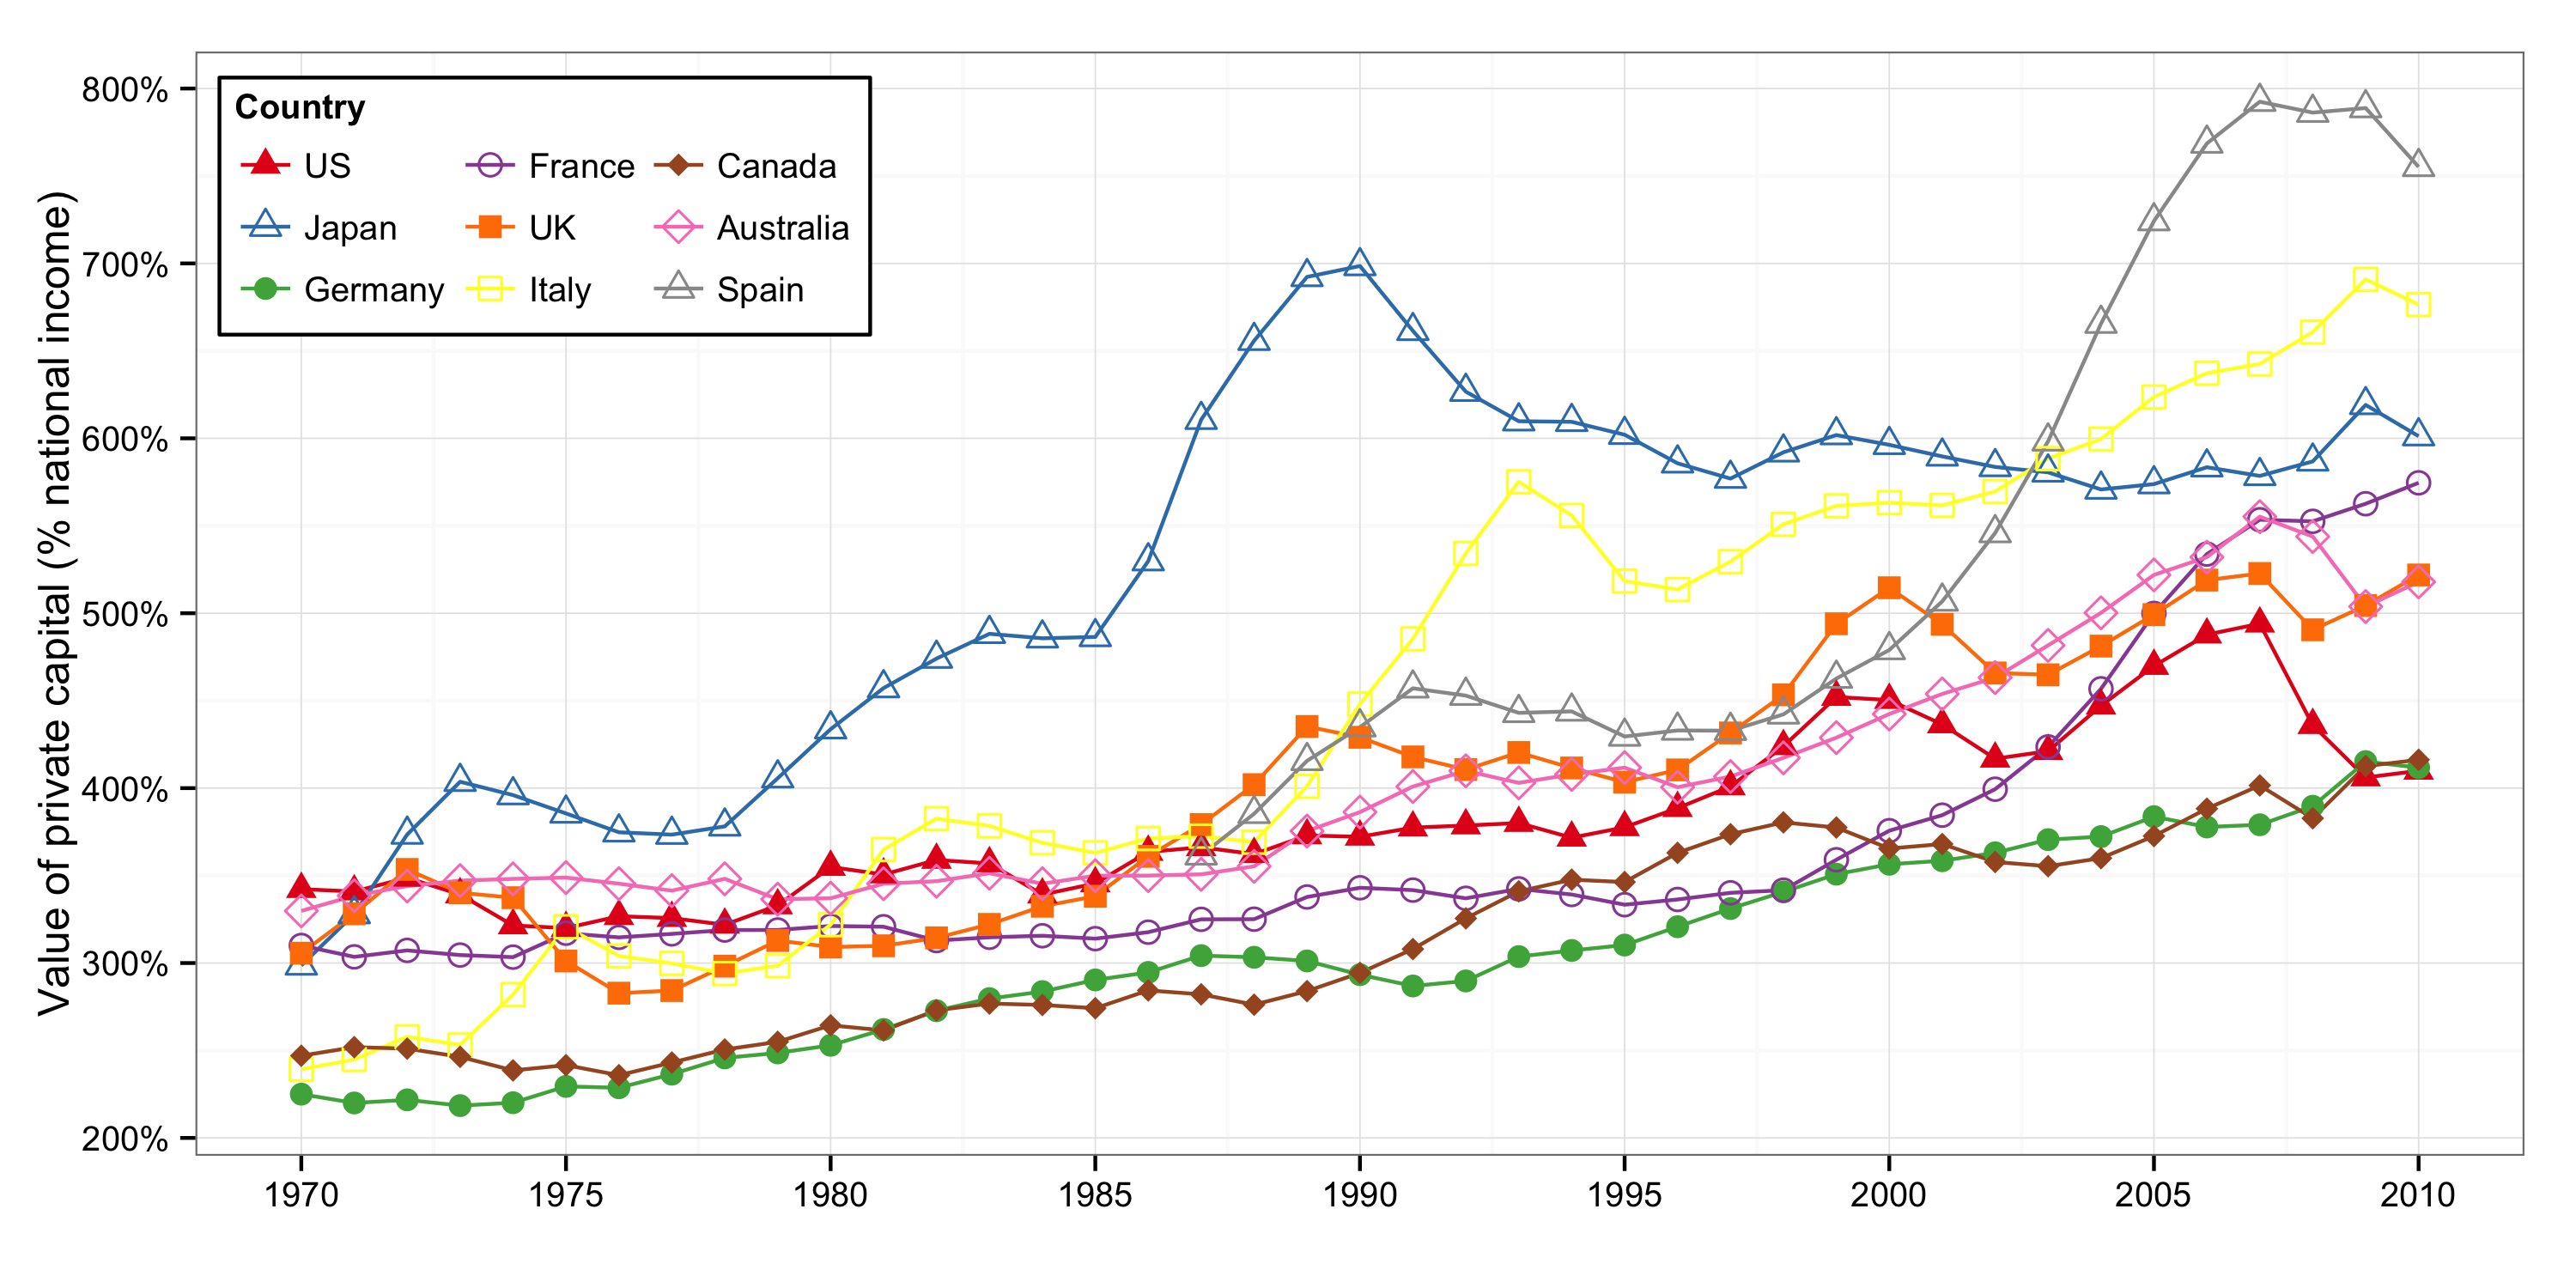 Value of private capital (% national income)
800%
700%
600%
500%
400%
300%
200%
Country
US France Canada
Japan UK Australia
Germany Italy Spain
1970 1975 1980 1985 1990 1995 2000 2005 2010